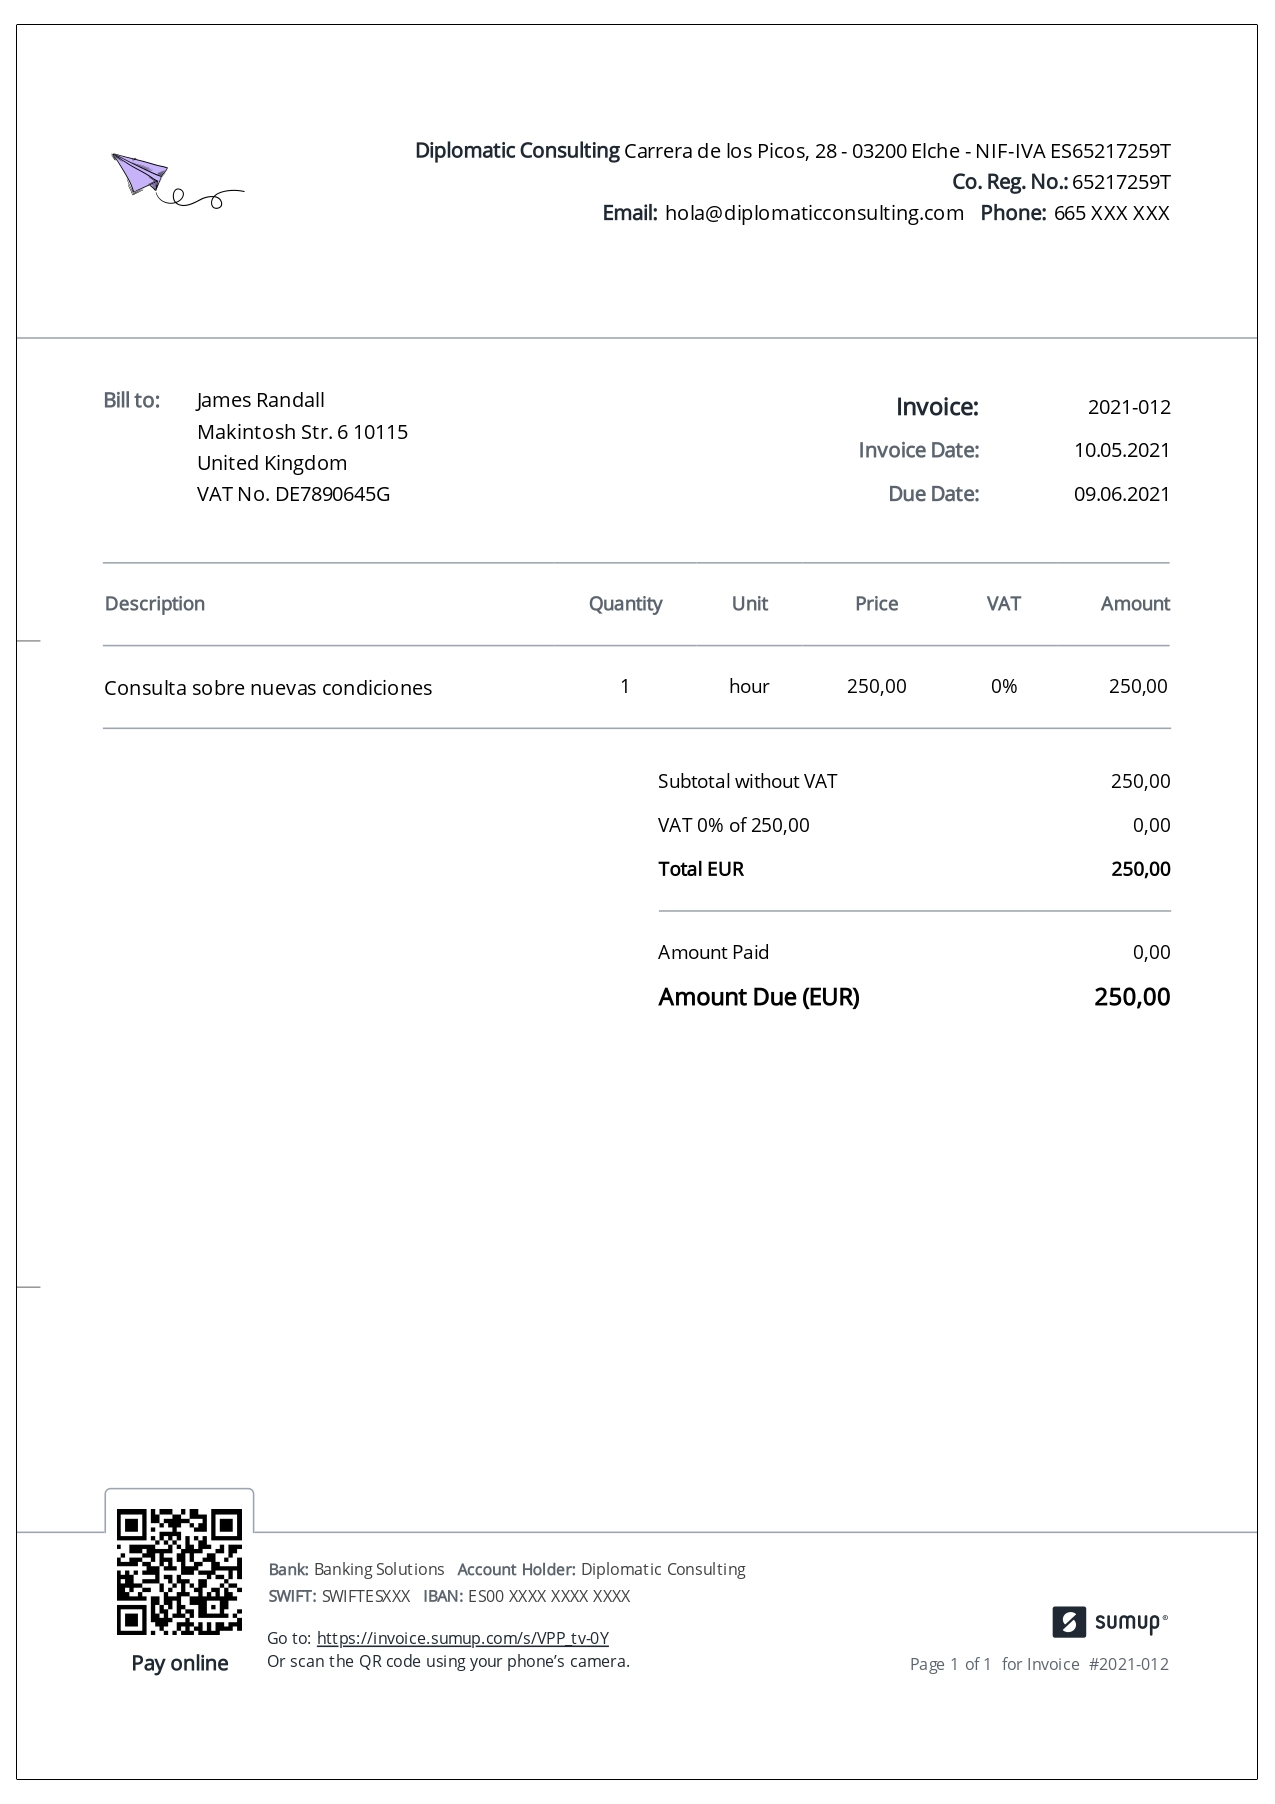 Diplomatic Consulting Carrera de los Picos, 28 - 03200 Elche - NIF-IVA ES65217259T
Co. Reg. No.: 65217259T
Email: hola@diplomaticconsulting.com Phone: 665 XXX XXX
Bill to: James Randall
Makintosh Str. 6 10115
United Kingdom
VAT No. DE7890645G
Invoice: 2021-012
Invoice Date: 10.05.2021
Due Date: 09.06.2021
Description Quantity Unit Price VAT Amount
Consulta sobre nuevas condiciones 1 hour 250,00 0% 250,00
Subtotal without VAT 250,00
VAT 0% of 250,00 0,00
Total EUR 250,00
Amount Paid 0,00
Amount Due (EUR) 250,00
Bank: Banking Solutions Account Holder: Diplomatic Consulting
SWIFT: SWIFTESXXX IBAN: ES00 XXXX XXXX XXXX
Go to: https://invoice.sumup.com/s/VPP_tv-0Y
Or scan the QR code using your phone’s camera.
Pay online
sumup®
Page 1 of 1 for Invoice #2021-012